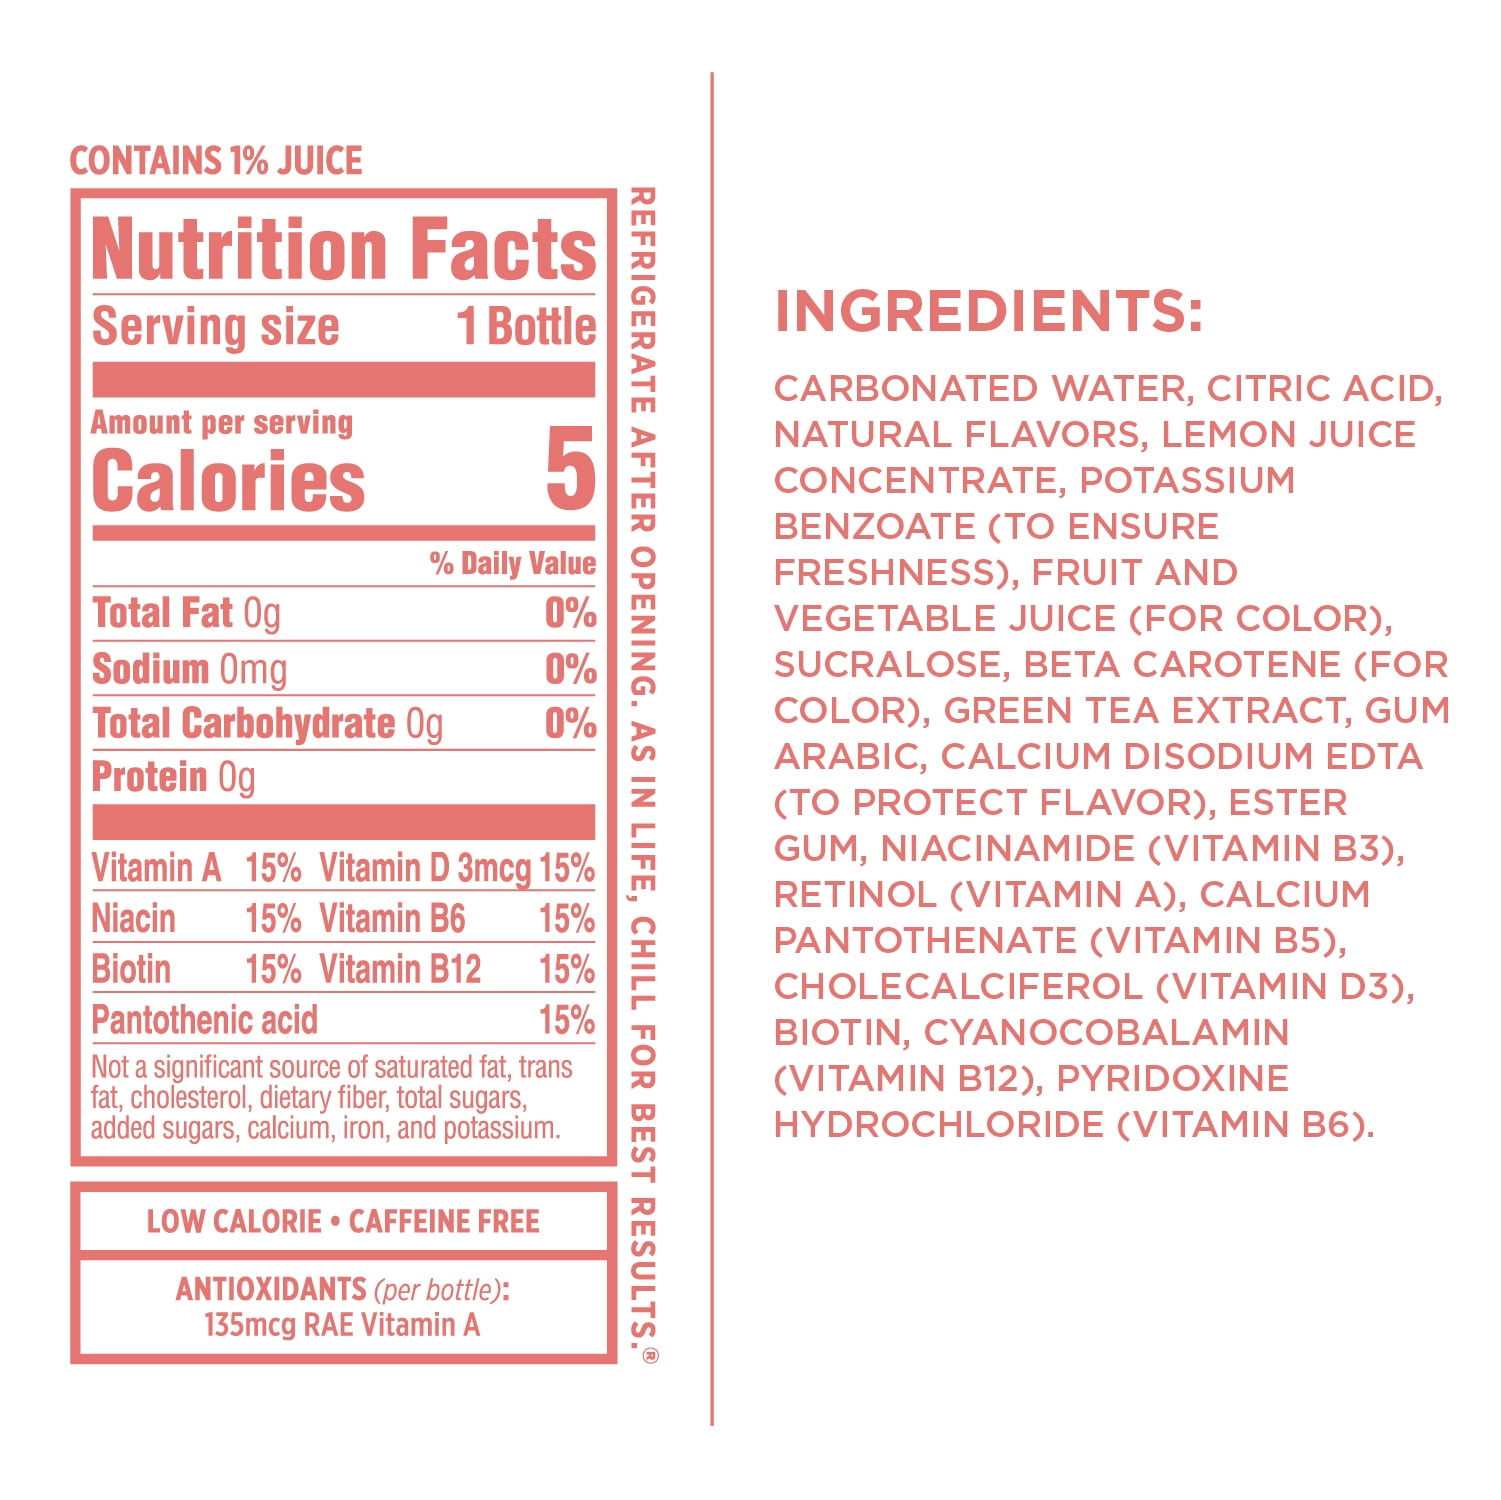 CONTAINS 1% JUICE
Nutrition Facts
Serving size 1 Bottle
Amount per serving
Calories 5
% Daily Value
Total Fat 0g 0%
Sodium 0mg 0%
Total Carbohydrate 0g 0%
Protein 0g
Vitamin A 15% Vitamin D 3mcg 15%
Niacin 15% Vitamin B6 15%
Biotin 15% Vitamin B12 15%
Pantothenic acid 15%
Not a significant source of saturated fat, trans
fat, cholesterol, dietary fiber, total sugars,
added sugars, calcium, iron, and potassium.
LOW CALORIE • CAFFEINE FREE
ANTIOXIDANTS (per bottle):
135mcg RAE Vitamin A
REFRIGERATE AFTER OPENING. AS IN LIFE, CHILL FOR BEST RESULTS.®
INGREDIENTS:
CARBONATED WATER, CITRIC ACID,
NATURAL FLAVORS, LEMON JUICE
CONCENTRATE, POTASSIUM
BENZOATE (TO ENSURE
FRESHNESS), FRUIT AND
VEGETABLE JUICE (FOR COLOR),
SUCRALOSE, BETA CAROTENE (FOR
COLOR), GREEN TEA EXTRACT, GUM
ARABIC, CALCIUM DISODIUM EDTA
(TO PROTECT FLAVOR), ESTER
GUM, NIACINAMIDE (VITAMIN B3),
RETINOL (VITAMIN A), CALCIUM
PANTOTHENATE (VITAMIN B5),
CHOLECALCIFEROL (VITAMIN D3),
BIOTIN, CYANOCOBALAMIN
(VITAMIN B12), PYRIDOXINE
HYDROCHLORIDE (VITAMIN B6).